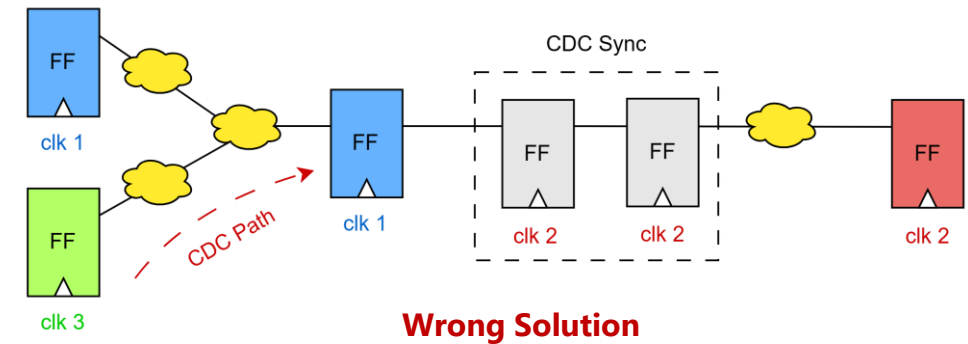 CDC Sync
FF
clk 1
FF
clk 3
CDC Path
FF
clk 1
FF
clk 2
FF
clk 2
FF
clk 2
Wrong Solution